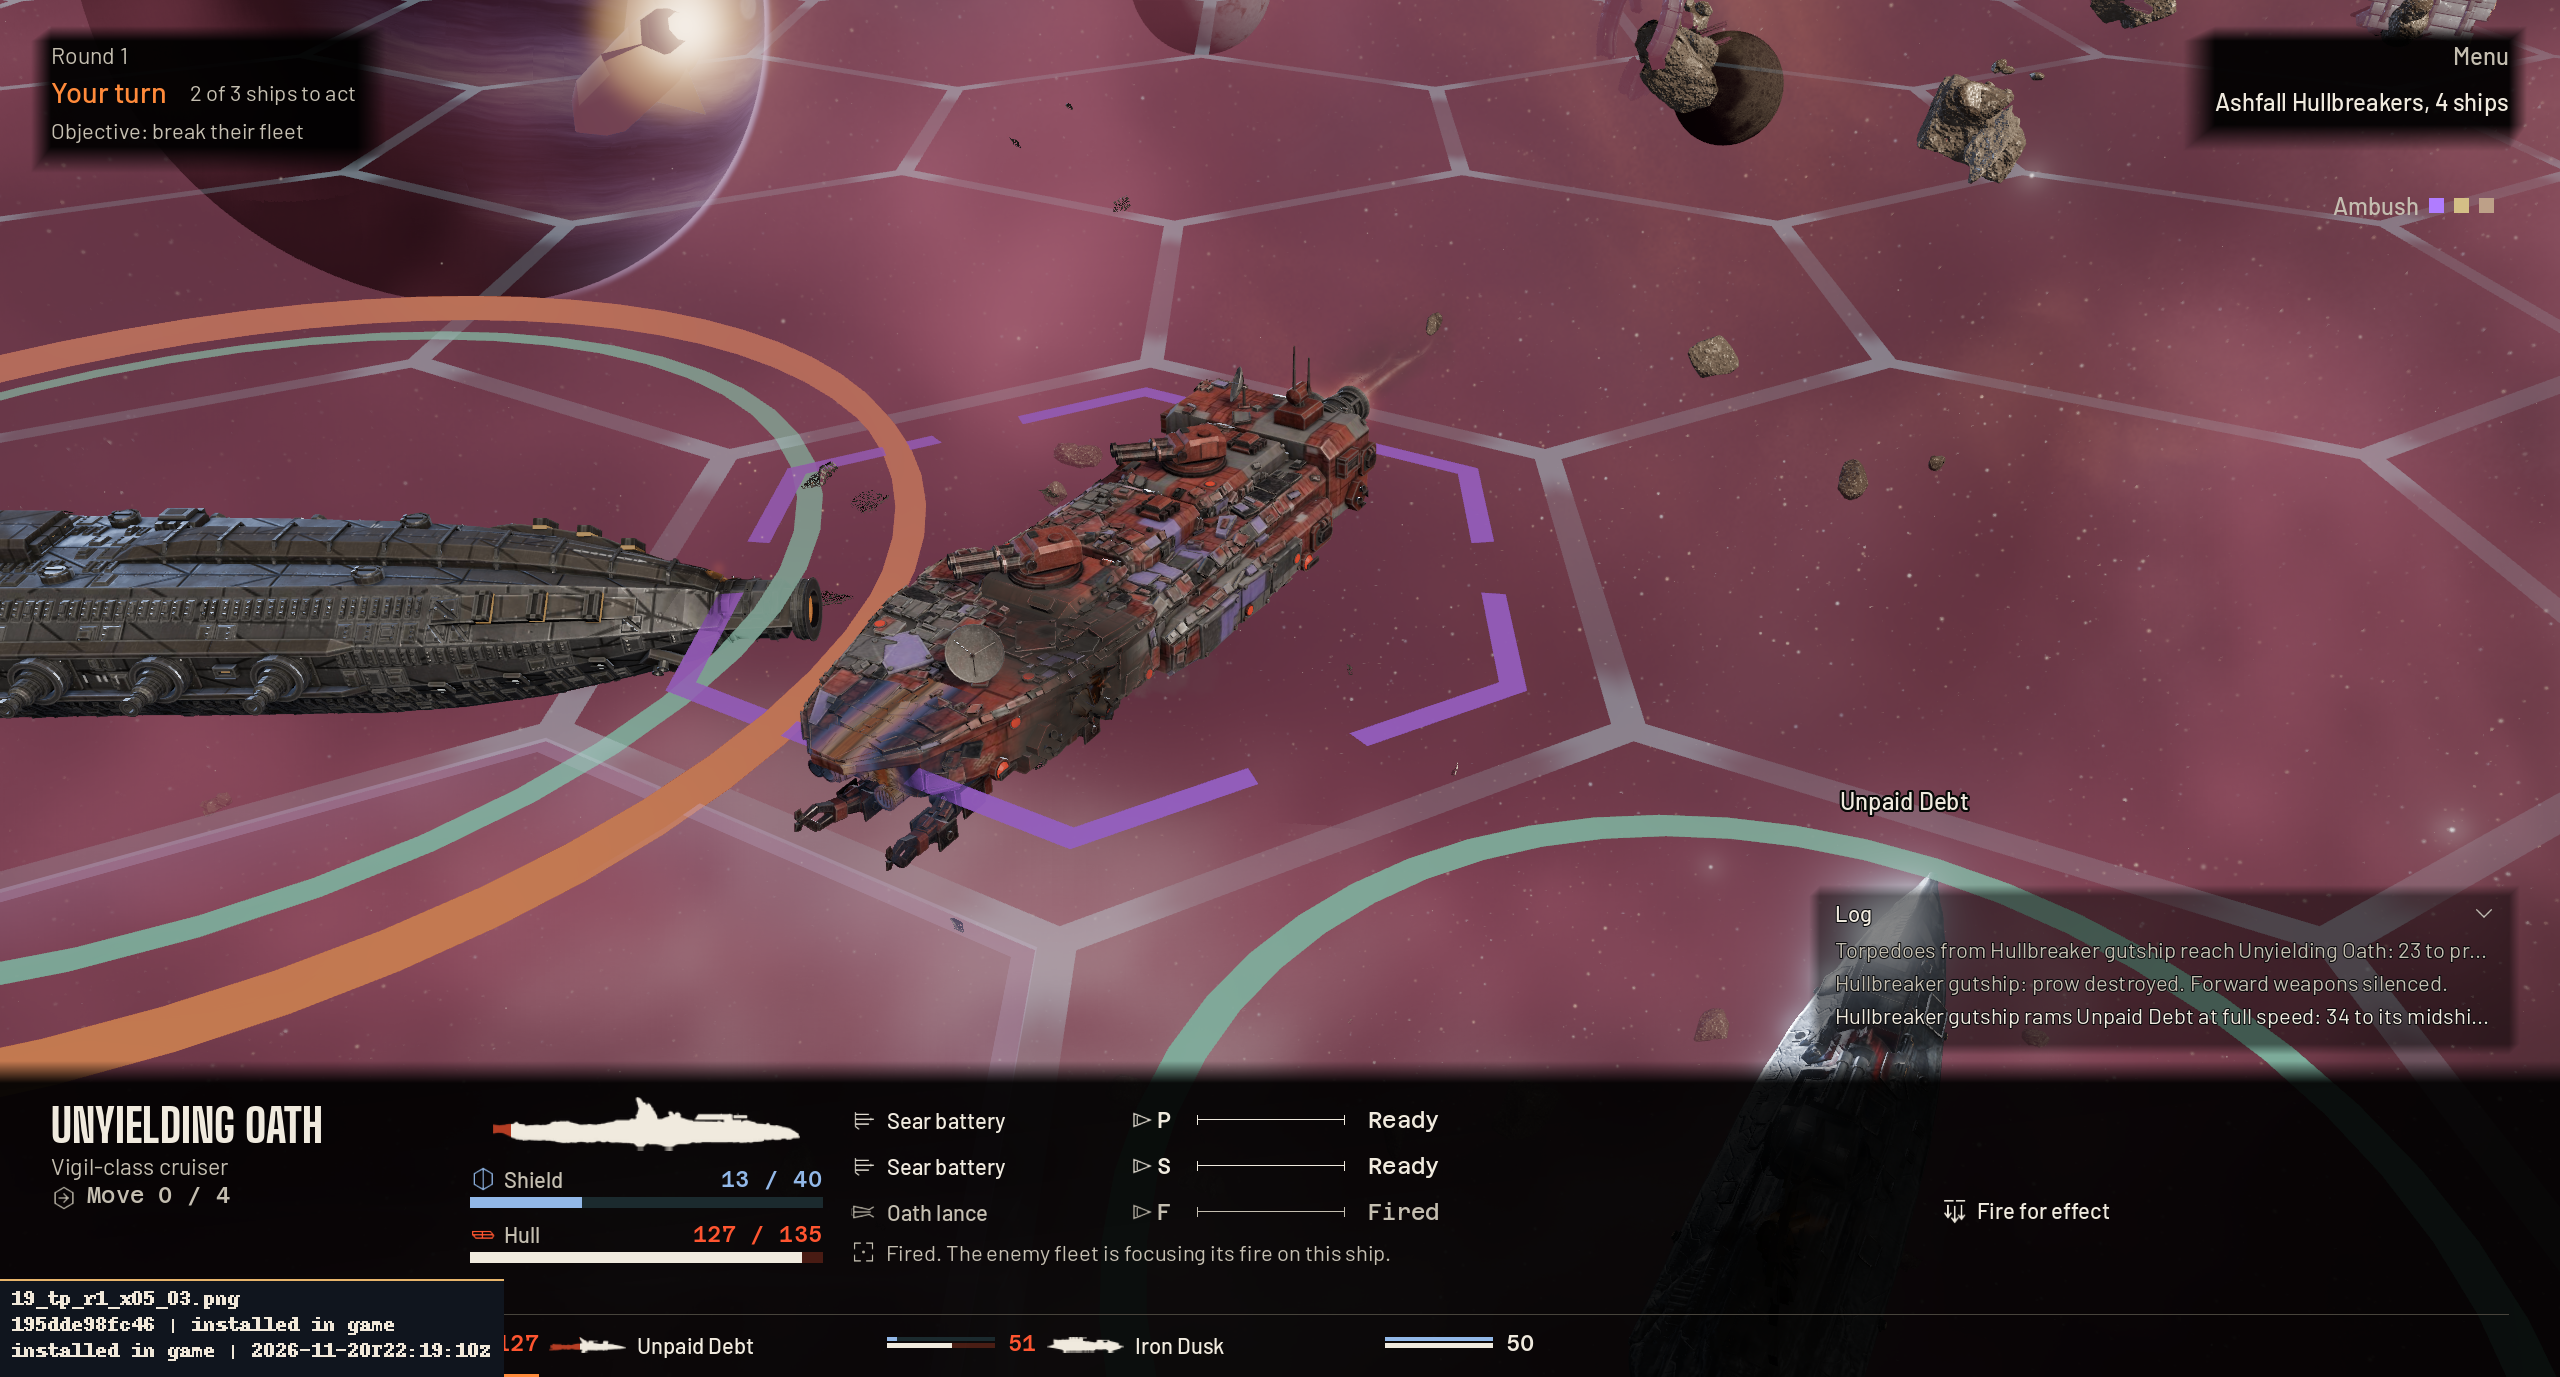 Round 1
Your turn 2 of 3 ships to act
Objective: break their fleet
Menu
Ashfall Hullbreakers, 4 ships
Ambush
Unpaid Debt
Log
Torpedoes from Hullbreaker gutship reach Unyielding Oath: 23 to pr...
Hullbreaker gutship: prow destroyed. Forward weapons silenced.
Hullbreaker gutship rams Unpaid Debt at full speed: 34 to its midshi...
UNYIELDING OATH
Vigil-class cruiser
Move 0 / 4
Shield 13 / 40
Hull 127 / 135
Sear battery P Ready
Sear battery S Ready
Oath lance F Fired
Fired. The enemy fleet is focusing its fire on this ship.
Fire for effect
19_tp_r1_x05_03.png
195dde98fc46 | installed in game
installed in game | 2026-11-20T22:19:10Z
127 Unpaid Debt 51 Iron Dusk 50